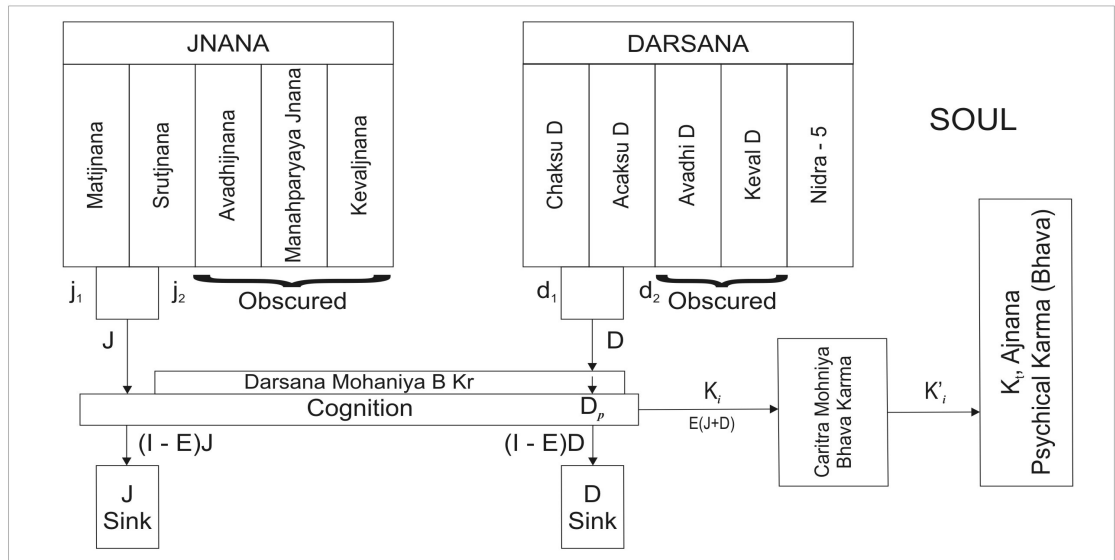 JNANA
Matijnana
Srutjnana
Avadhijnana
Manahparyaya Jnana
Kevaljnana
j₁
j₂
Obscured
J
DARSANA
Chaksu D
Acaksu D
Avadhi D
Keval D
Nidra - 5
d₁
d₂
Obscured
D
SOUL
Darsana Mohaniya B Kr
Cognition
Dₚ
Kᵢ
E(J+D)
Caritra Mohniya
Bhava Karma
K'ᵢ
Kₜ, Ajnana
Psychical Karma (Bhava)
(I - E)J
(I - E)D
J
Sink
D
Sink